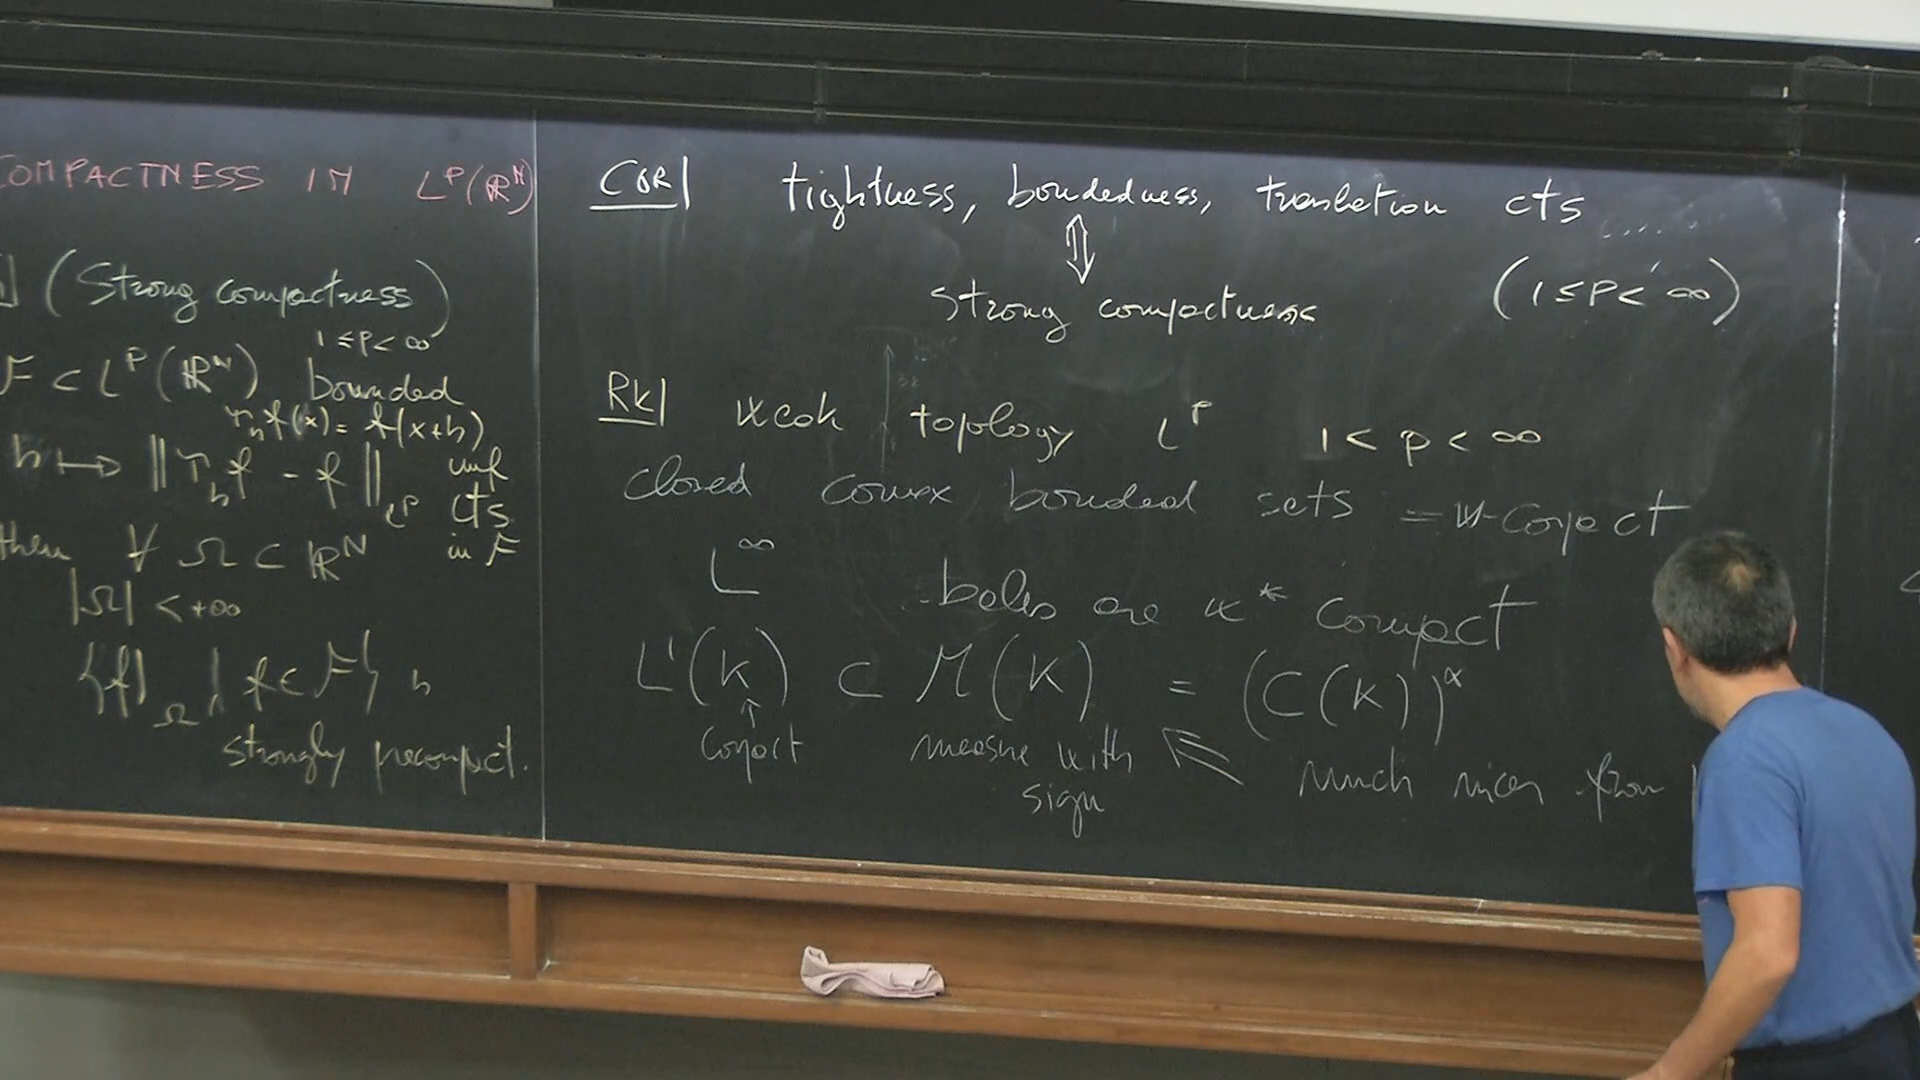 COMPACTNESS IN L^P(ℝ^N)
(Strong compactness)
1≤p<∞
F ⊂ L^P(ℝ^N) bounded
τ_h f(x) = f(x+h)
h ↦ ‖τ_h f - f‖_{L^P} unif cts in F
then ∀ Ω ⊂ ℝ^N
|Ω| < +∞
{f|_Ω | f ∈ F} is
strongly precompact.
COR| tightness, boundedness, translation cts
⇕
strong compactness (1≤P<∞)
Rk| weak topology L^P 1 < p < ∞
closed convex bounded sets = w-compact
L^∞ balls are w* compact
L^1(K) ⊂ M(K) = (C(K))^*
↑
compact measure with sign
much nicer from